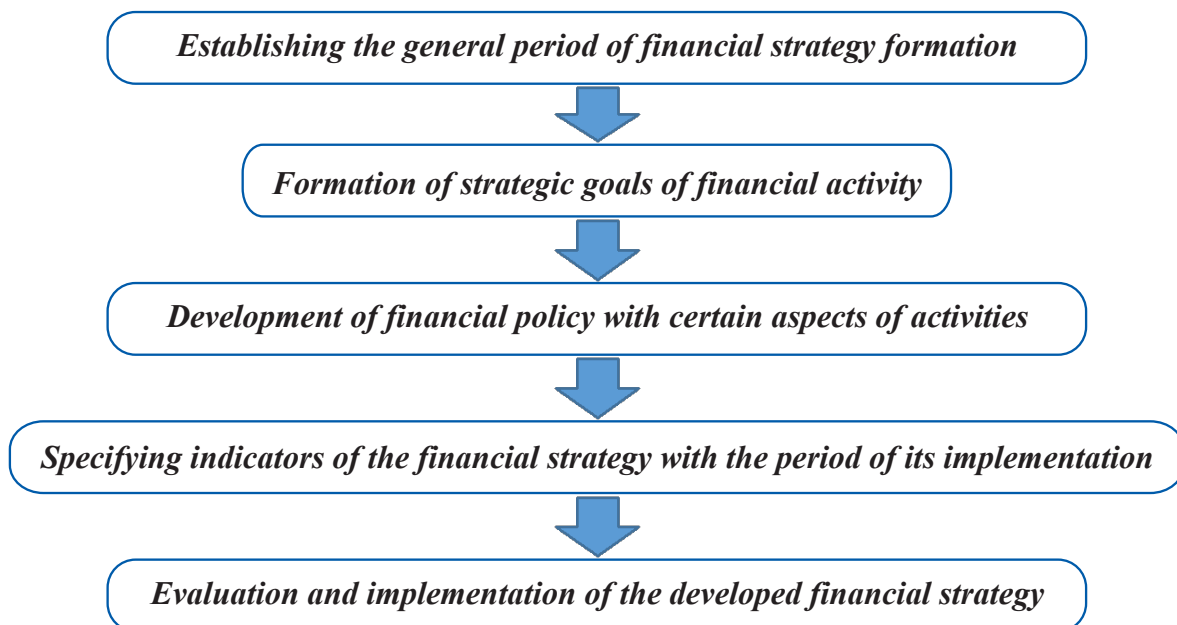 Establishing the general period of financial strategy formation
Formation of strategic goals of financial activity
Development of financial policy with certain aspects of activities
Specifying indicators of the financial strategy with the period of its implementation
Evaluation and implementation of the developed financial strategy